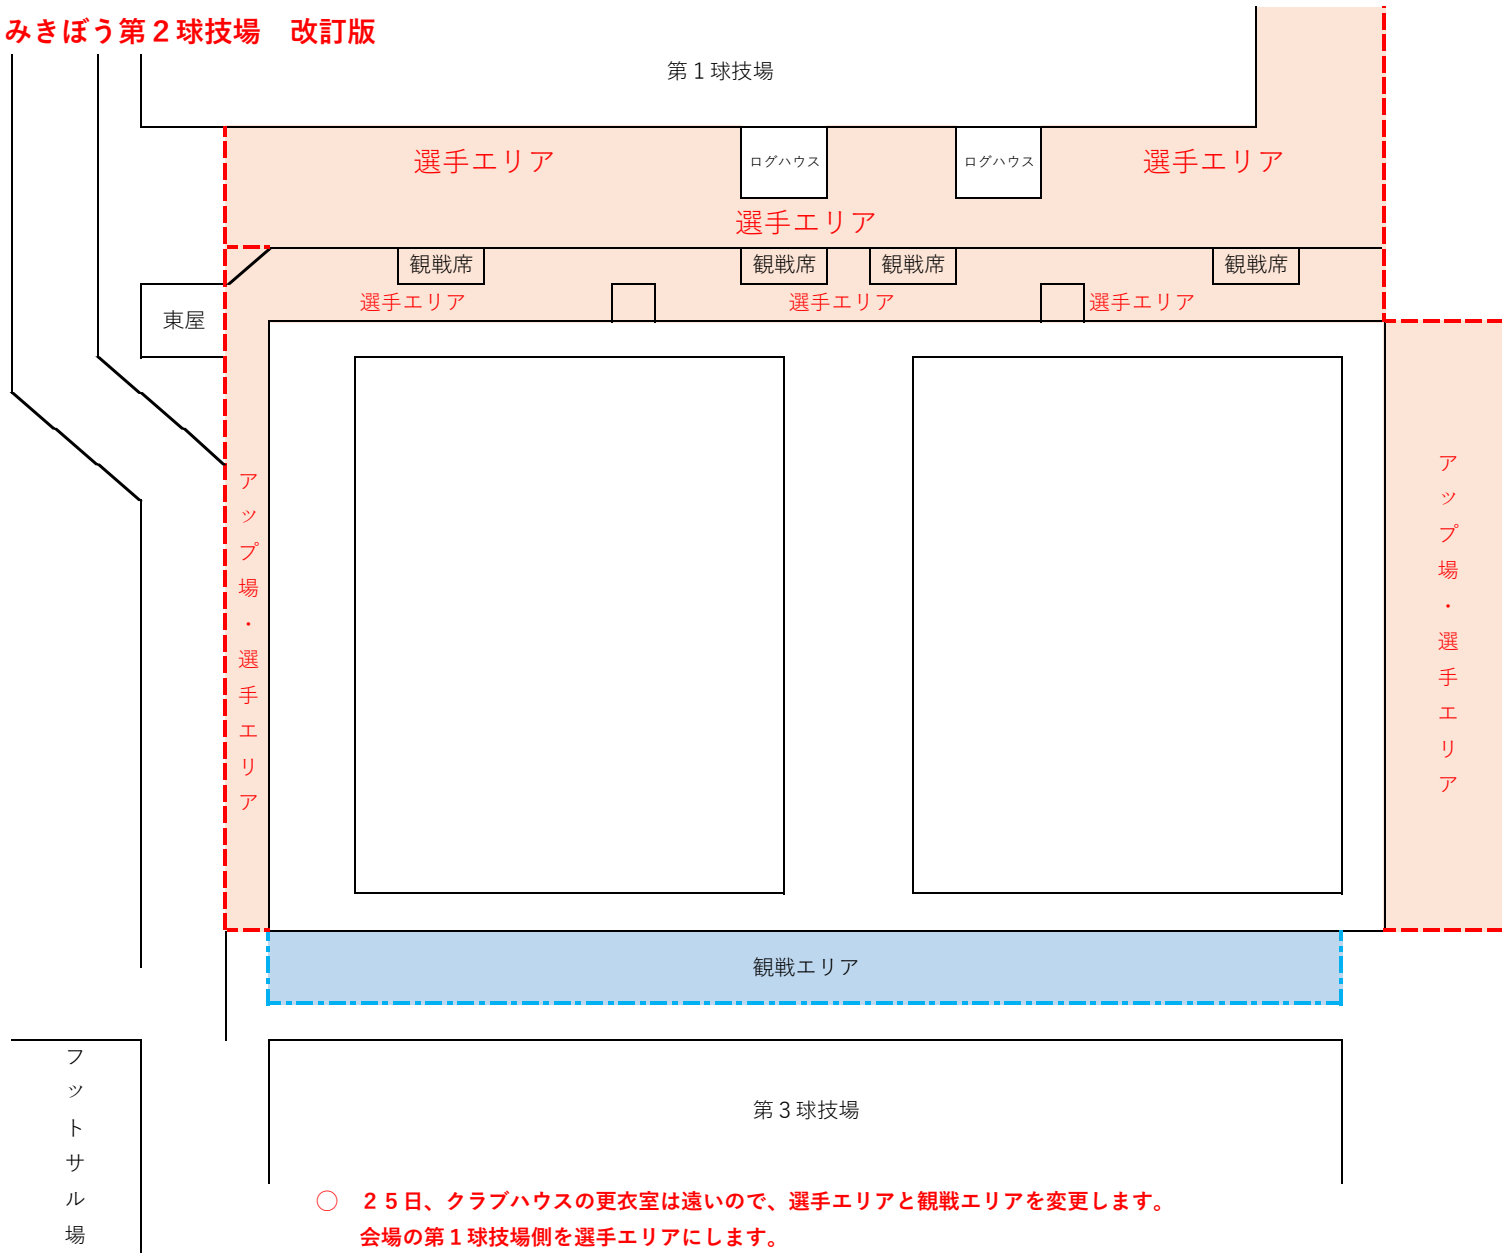 みきぼう第２球技場　改訂版
第１球技場
選手エリア
ログハウス
ログハウス
選手エリア
選手エリア
観戦席
観戦席
観戦席
観戦席
選手エリア
選手エリア
選手エリア
東屋
アップ場・選手エリア
アップ場・選手エリア
観戦エリア
第３球技場
フットサル場
〇　２５日、クラブハウスの更衣室は遠いので、選手エリアと観戦エリアを変更します。
会場の第１球技場側を選手エリアにします。